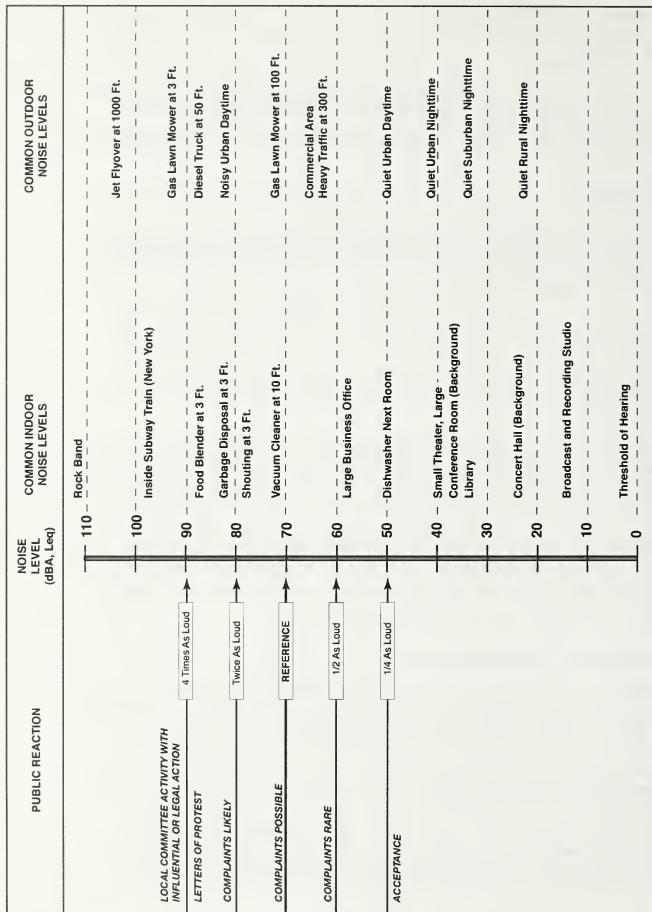 PUBLIC REACTION
NOISE
LEVEL
(dBA, Leq)
COMMON INDOOR
NOISE LEVELS
COMMON OUTDOOR
NOISE LEVELS
LOCAL COMMITTEE ACTIVITY WITH
INFLUENTIAL OR LEGAL ACTION
LETTERS OF PROTEST
COMPLAINTS LIKELY
COMPLAINTS POSSIBLE
COMPLAINTS RARE
ACCEPTANCE
4 Times As Loud
Twice As Loud
REFERENCE
1/2 As Loud
1/4 As Loud
110
100
90
80
70
60
50
40
30
20
10
0
Rock Band
Inside Subway Train (New York)
Food Blender at 3 Ft.
Garbage Disposal at 3 Ft.
Shouting at 3 Ft.
Vacuum Cleaner at 10 Ft.
Large Business Office
Dishwasher Next Room
Small Theater, Large
Conference Room (Background)
Library
Concert Hall (Background)
Broadcast and Recording Studio
Threshold of Hearing
Jet Flyover at 1000 Ft.
Gas Lawn Mower at 3 Ft.
Diesel Truck at 50 Ft.
Noisy Urban Daytime
Gas Lawn Mower at 100 Ft.
Commercial Area
Heavy Traffic at 300 Ft.
Quiet Urban Daytime
Quiet Urban Nighttime
Quiet Suburban Nighttime
Quiet Rural Nighttime